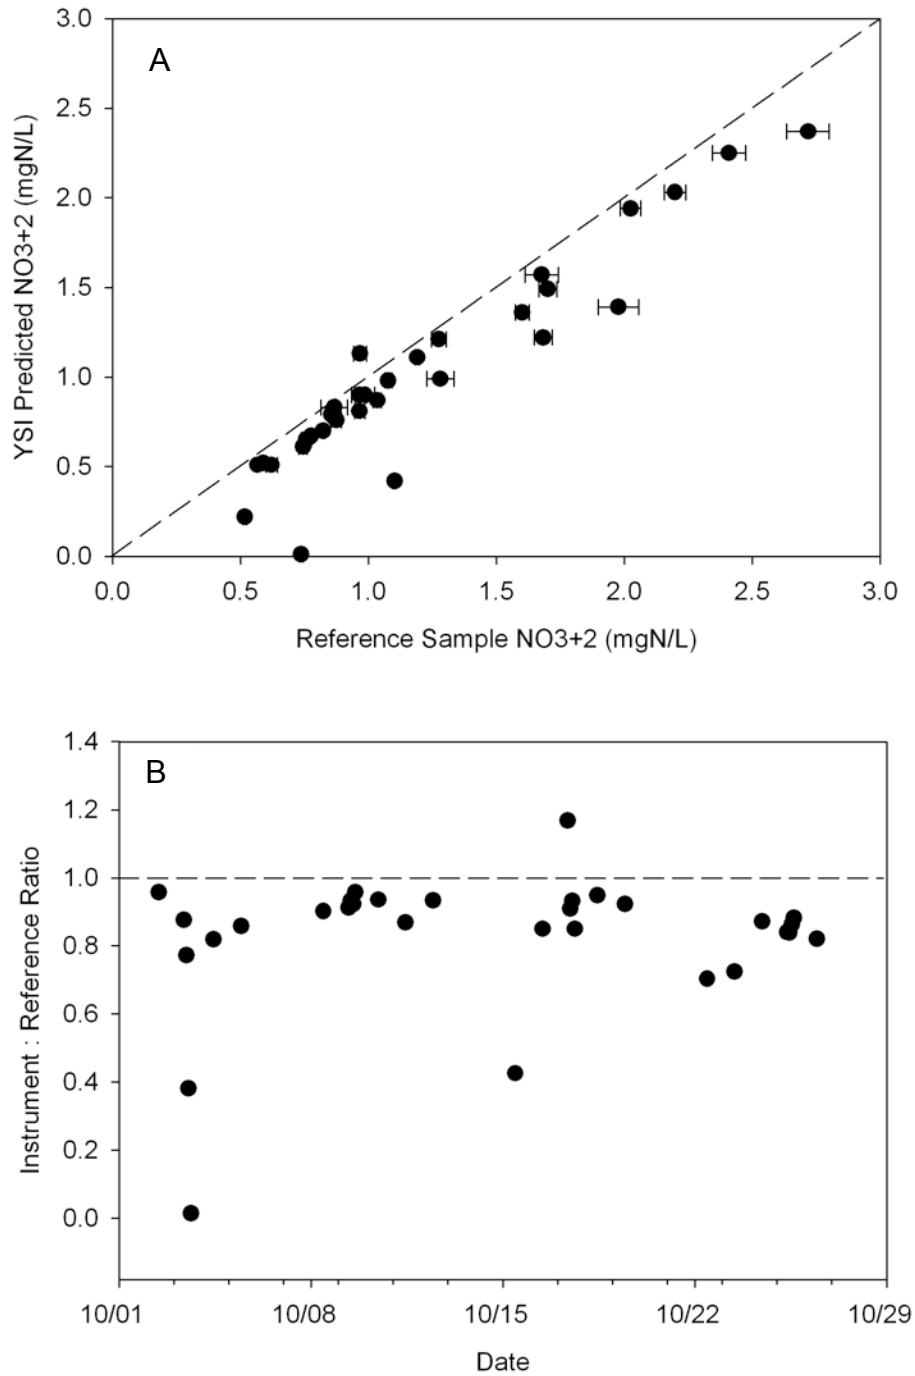 A
3.0
2.5
2.0
1.5
1.0
0.5
0.0
YSI Predicted NO3+2 (mgN/L)
0.0 0.5 1.0 1.5 2.0 2.5 3.0
Reference Sample NO3+2 (mgN/L)
B
1.4
1.2
1.0
0.8
0.6
0.4
0.2
0.0
Instrument : Reference Ratio
10/01 10/08 10/15 10/22 10/29
Date